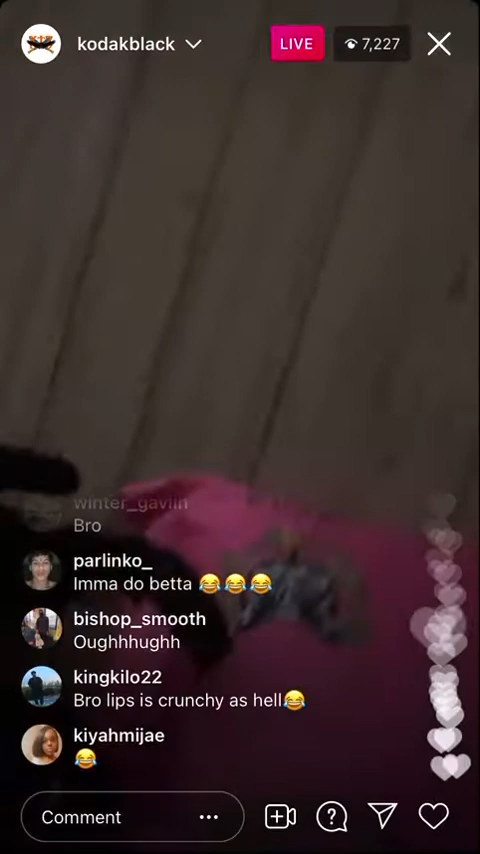 kodakblack
LIVE
7,227
winter_gaviin
Bro
parlinko_
Imma do betta 😂😂😂
bishop_smooth
Oughhhughh
kingkilo22
Bro lips is crunchy as hell😂
kiyahmijae
😂
Comment